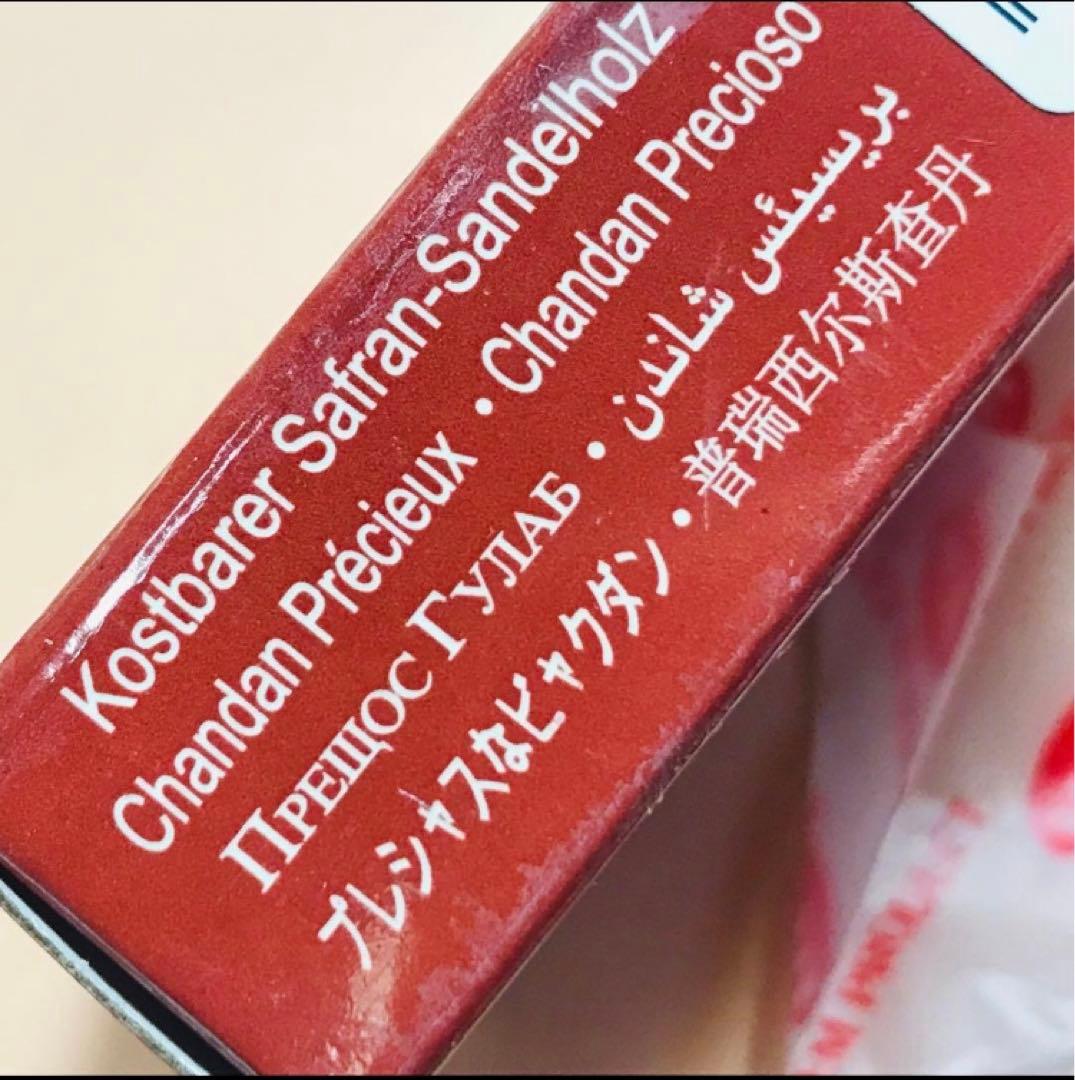 Kostbarer Safran-Sandelholz
Chandan Précieux • Chandan Precioso
ПРЕЩОС ГУЛАБ • بريسيئس شاندن
プレシャスなビャクダン • 普瑞西尔斯查丹